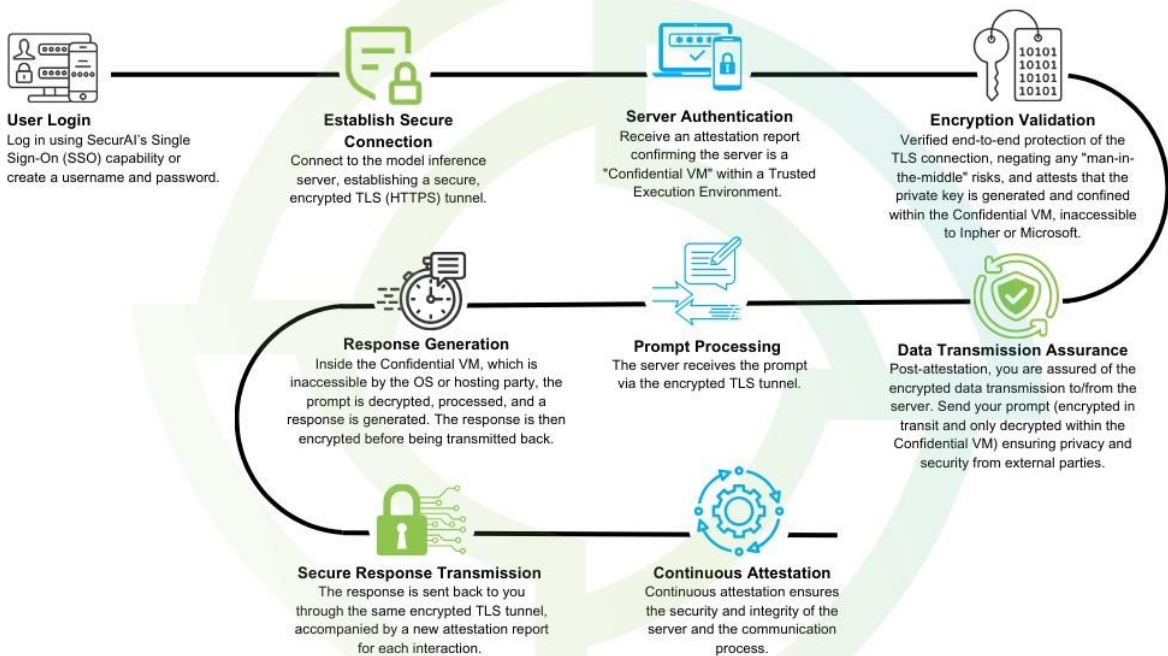 User Login
Log in using SecurAI's Single
Sign-On (SSO) capability or
create a username and password.
Establish Secure
Connection
Connect to the model inference
server, establishing a secure,
encrypted TLS (HTTPS) tunnel.
****
Server Authentication
Receive an attestation report
confirming the server is a
"Confidential VM" within a Trusted
Execution Environment.
10101
10101
10101
10101
Encryption Validation
Verified end-to-end protection of the
TLS connection, negating any "man-in-
the-middle" risks, and attests that the
private key is generated and confined
within the Confidential VM, inaccessible
to Inpher or Microsoft.
Data Transmission Assurance
Post-attestation, you are assured of the
encrypted data transmission to/from the
server. Send your prompt (encrypted in
transit and only decrypted within the
Confidential VM) ensuring privacy and
security from external parties.
Prompt Processing
The server receives the prompt
via the encrypted TLS tunnel.
Response Generation
Inside the Confidential VM, which is
inaccessible by the OS or hosting party, the
prompt is decrypted, processed, and a
response is generated. The response is then
encrypted before being transmitted back.
Secure Response Transmission
The response is sent back to you
through the same encrypted TLS tunnel,
accompanied by a new attestation report
for each interaction.
Continuous Attestation
Continuous attestation ensures
the security and integrity of the
server and the communication
process.